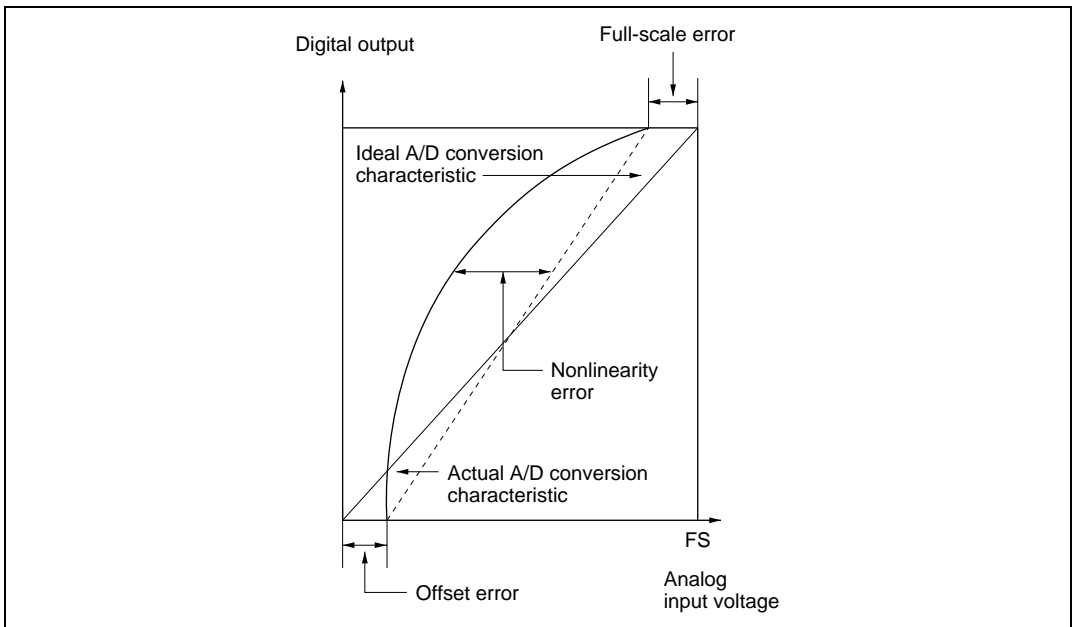 Full-scale error
Digital output
Ideal A/D conversion
characteristic
Nonlinearity
error
Actual A/D conversion
characteristic
FS
Offset error
Analog
input voltage